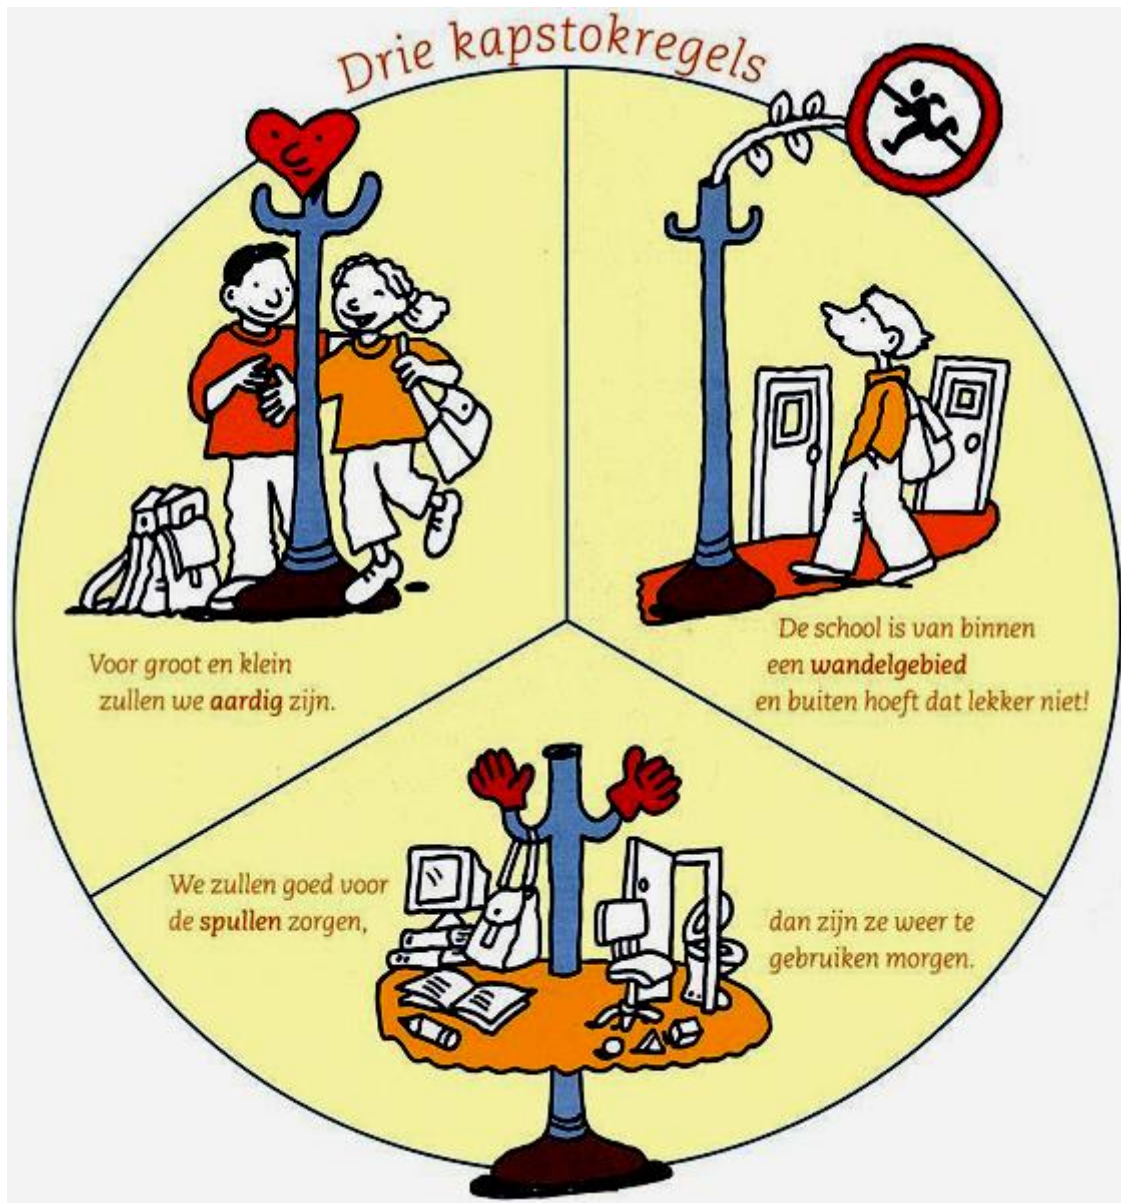 Drie kapstokregels
Voor groot en klein
zullen we aardig zijn.
De school is van binnen
een wandelgebied
en buiten hoeft dat lekker niet!
We zullen goed voor
de spullen zorgen,
dan zijn ze weer te
gebruiken morgen.